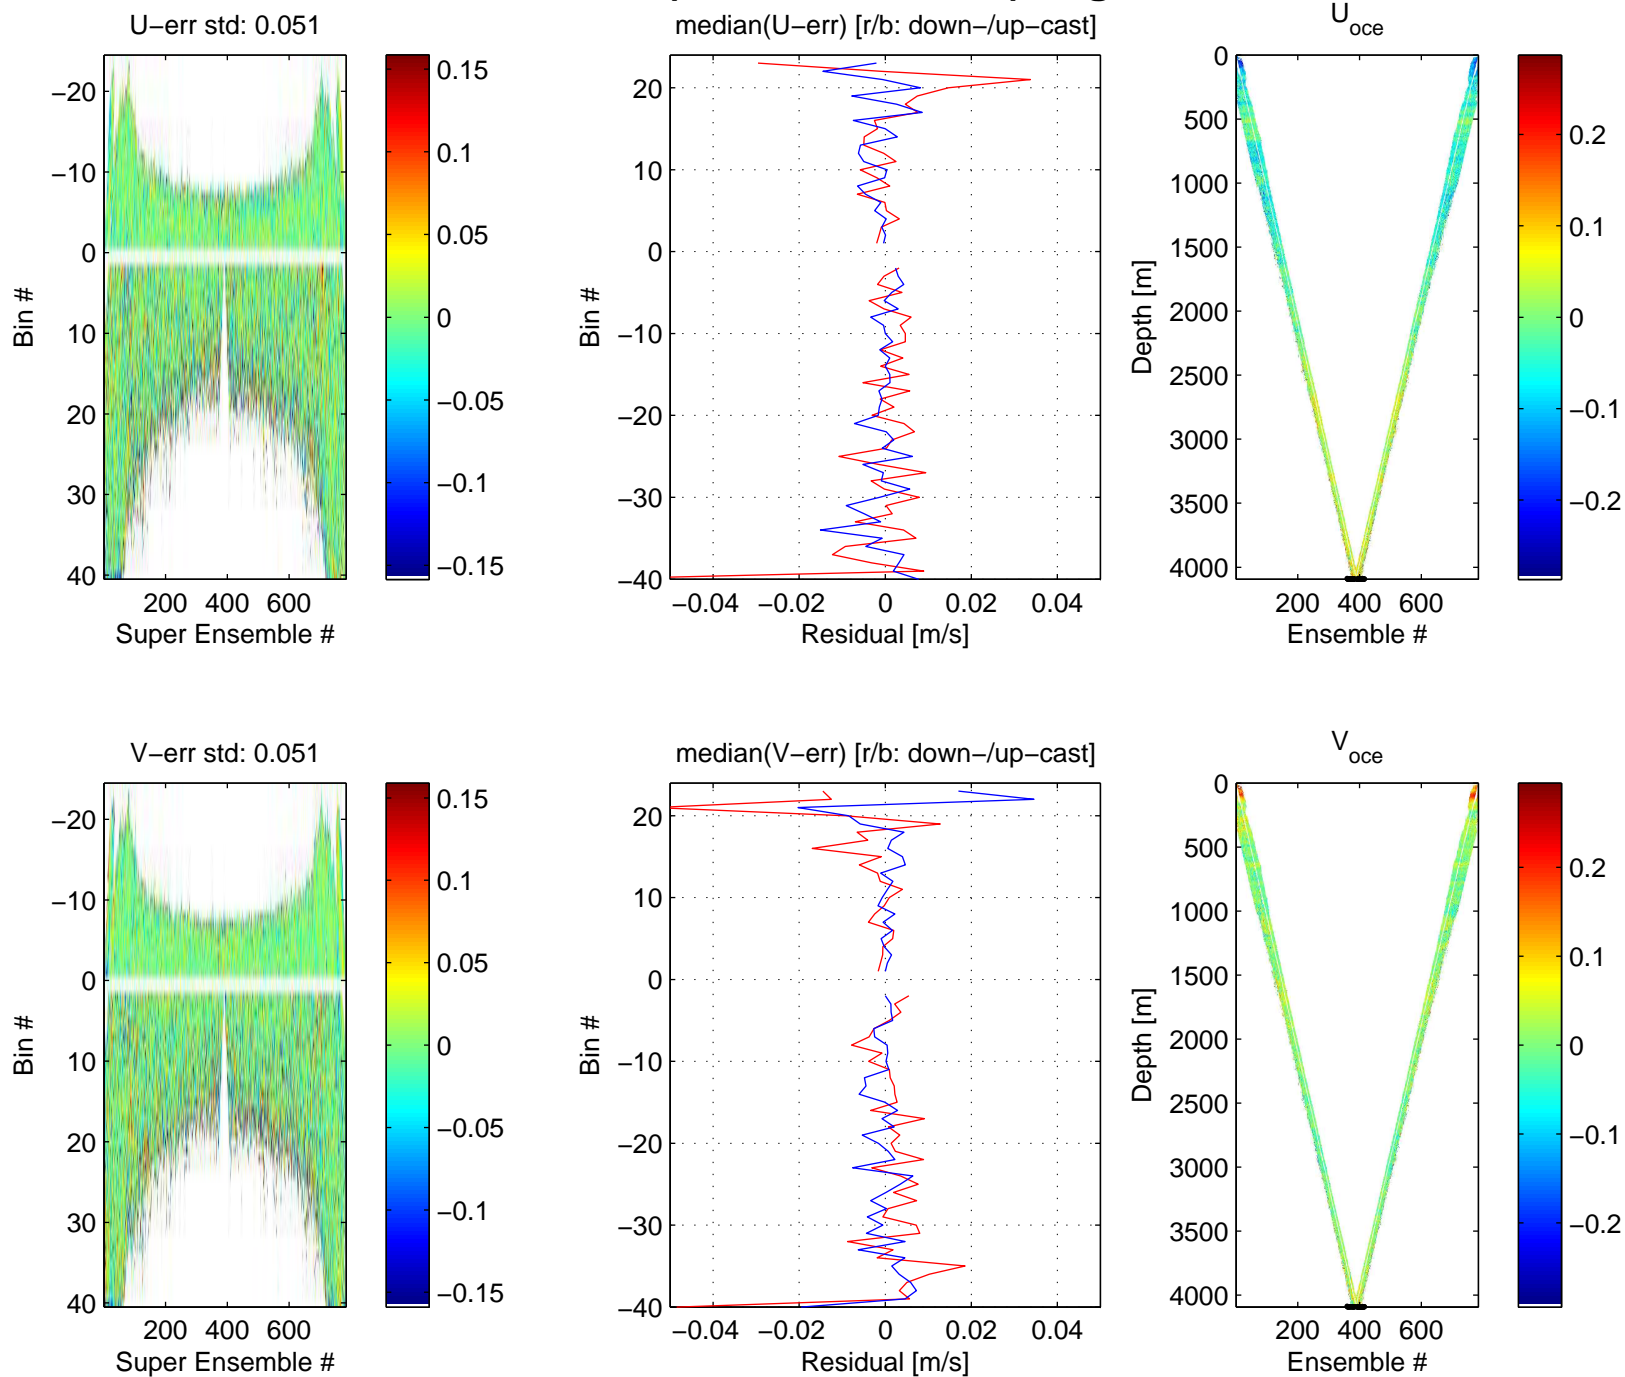 U−err std: 0.051
−20
−10
0
10
20
30
40
Bin #
200 400 600
Super Ensemble #
0.15
0.1
0.05
0
−0.05
−0.1
−0.15
median(U−err) [r/b: down−/up−cast]
20
10
0
−10
−20
−30
−40
Bin #
−0.04 −0.02 0 0.02 0.04
Residual [m/s]
U_oce
0
500
1000
1500
2000
2500
3000
3500
4000
Depth [m]
200 400 600
Ensemble #
0.2
0.1
0
−0.1
−0.2
V−err std: 0.051
−20
−10
0
10
20
30
40
Bin #
200 400 600
Super Ensemble #
0.15
0.1
0.05
0
−0.05
−0.1
−0.15
median(V−err) [r/b: down−/up−cast]
20
10
0
−10
−20
−30
−40
Bin #
−0.04 −0.02 0 0.02 0.04
Residual [m/s]
V_oce
0
500
1000
1500
2000
2500
3000
3500
4000
Depth [m]
200 400 600
Ensemble #
0.2
0.1
0
−0.1
−0.2